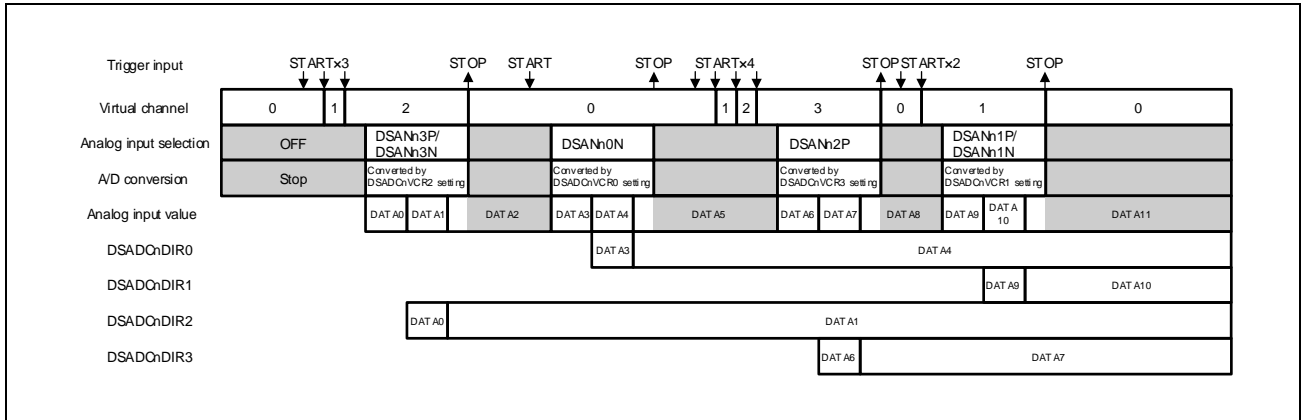 Trigger input START×3 STOP START STOP START×4 STOP START×2 STOP
Virtual channel 0 1 2 0 1 2 3 0 1 0
Analog input selection OFF DSANn3P/ DSANn0N DSANn2P DSANn1P/
DSANn3N DSANn1N
A/D conversion Stop Converted by Converted by Converted by Converted by
DSADCnVCR2 setting DSADCnVCR0 setting DSADCnVCR3 setting DSADCnVCR1 setting
Analog input value DATA0 DATA1 DATA2 DATA3 DATA4 DATA5 DATA6 DATA7 DATA8 DATA9 DATA DATA11
10
DSADCnDIR0 DATA3 DATA4
DSADCnDIR1 DATA9 DATA10
DSADCnDIR2 DATA0 DATA1
DSADCnDIR3 DATA6 DATA7